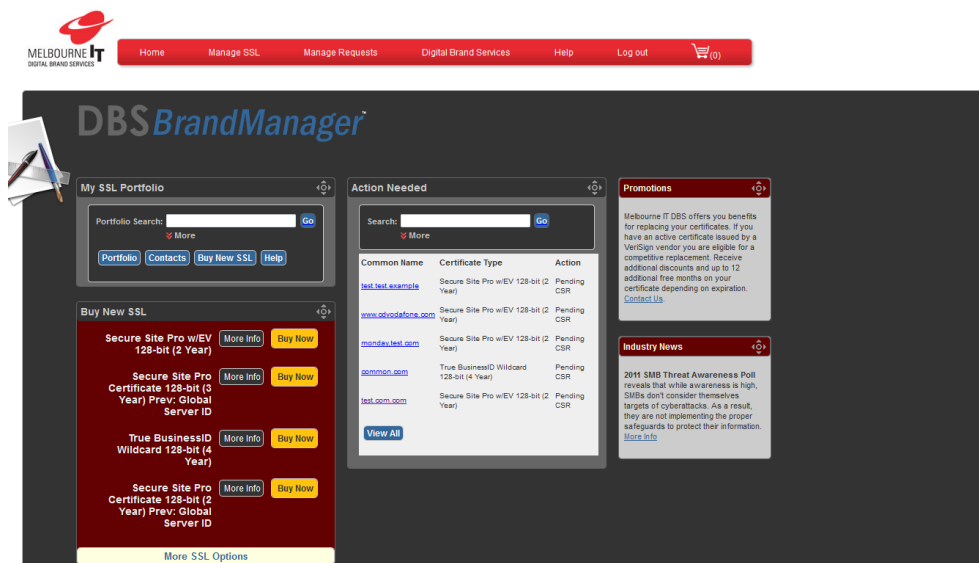 MELBOURNE IT
DIGITAL BRAND SERVICES
Home
Manage SSL
Manage Requests
Digital Brand Services
Help
Log out
(0)
DBS BrandManager™
My SSL Portfolio
Portfolio Search:
Go
More
Portfolio
Contacts
Buy New SSL
Help
Buy New SSL
Secure Site Pro w/EV
128-bit (2 Year)
More Info
Buy Now
Secure Site Pro
Certificate 128-bit (3
Year) Prev: Global
Server ID
More Info
Buy Now
True BusinessID
Wildcard 128-bit (4
Year)
More Info
Buy Now
Secure Site Pro
Certificate 128-bit (2
Year) Prev: Global
Server ID
More Info
Buy Now
More SSL Options
Action Needed
Search:
Go
More
Common Name
Certificate Type
Action
test.test.example
Secure Site Pro w/EV 128-bit (2
Year)
Pending
CSR
www.cdvodafone.com
Secure Site Pro w/EV 128-bit (2
Year)
Pending
CSR
monday.test.com
Secure Site Pro w/EV 128-bit (2
Year)
Pending
CSR
common.com
True BusinessID Wildcard
128-bit (4 Year)
Pending
CSR
test.com.com
Secure Site Pro w/EV 128-bit (2
Year)
Pending
CSR
View All
Promotions
Melbourne IT DBS offers you benefits
for replacing your certificates. If you
have an active certificate issued by a
VeriSign vendor you are eligible for a
competitive replacement. Receive
additional discounts and up to 12
additional free months on your
certificate depending on expiration.
Contact Us.
Industry News
2011 SMB Threat Awareness Poll
reveals that while awareness is high,
SMBs don't consider themselves
targets of cyberattacks. As a result,
they are not implementing the proper
safeguards to protect their information.
More Info